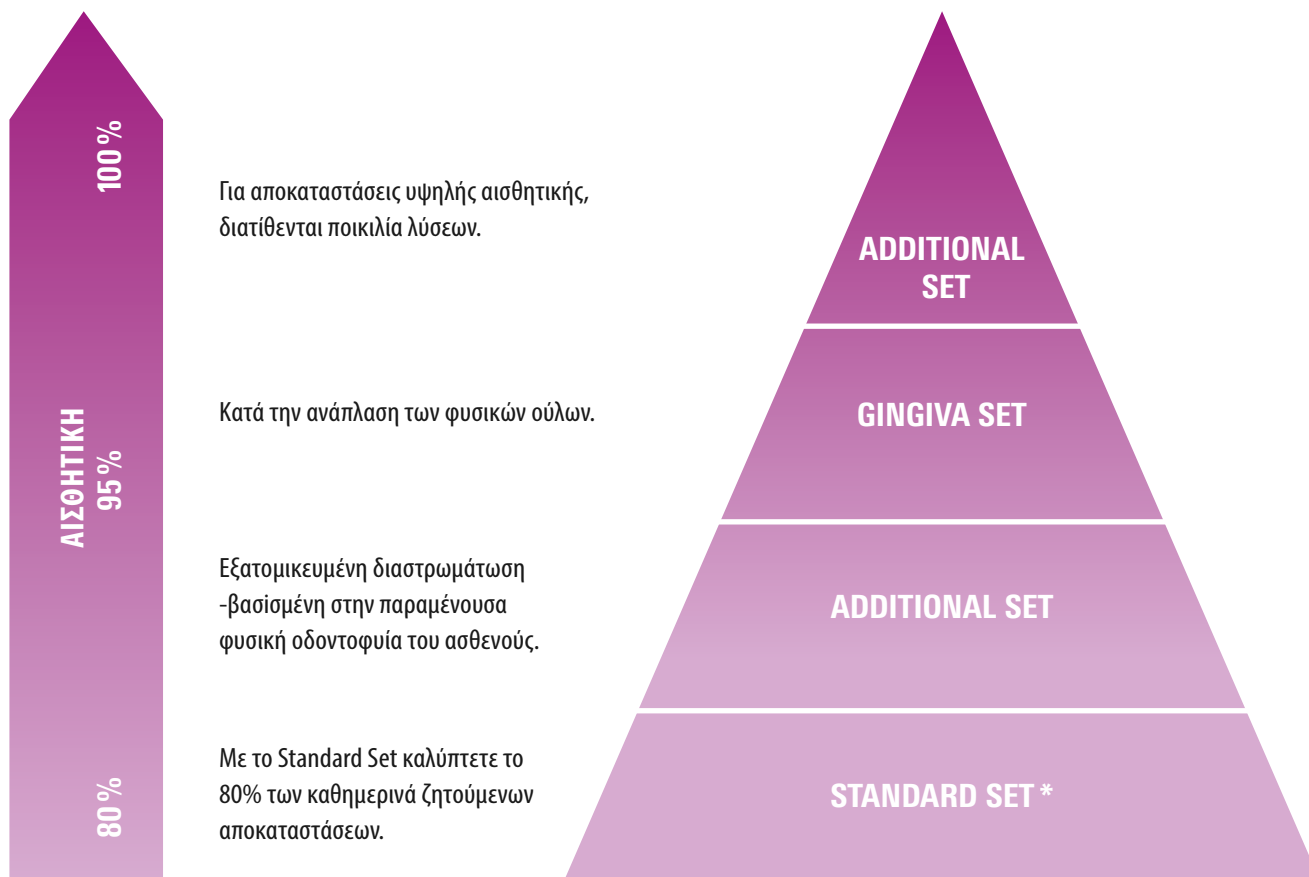 100 %
Για αποκαταστάσεις υψηλής αισθητικής,
διατίθενται ποικιλία λύσεων.
ADDITIONAL
SET
ΑΙΣΘΗΤΙΚΗ
95 %
Κατά την ανάπλαση των φυσικών ούλων.
GINGIVA SET
Εξατομικευμένη διαστρωμάτωση
-βασiσμένη στην παραμένουσα
φυσική οδοντοφυία του ασθενούς.
ADDITIONAL SET
80 %
Με το Standard Set καλύπτετε το
80% των καθημερινά ζητούμενων
αποκαταστάσεων.
STANDARD SET *